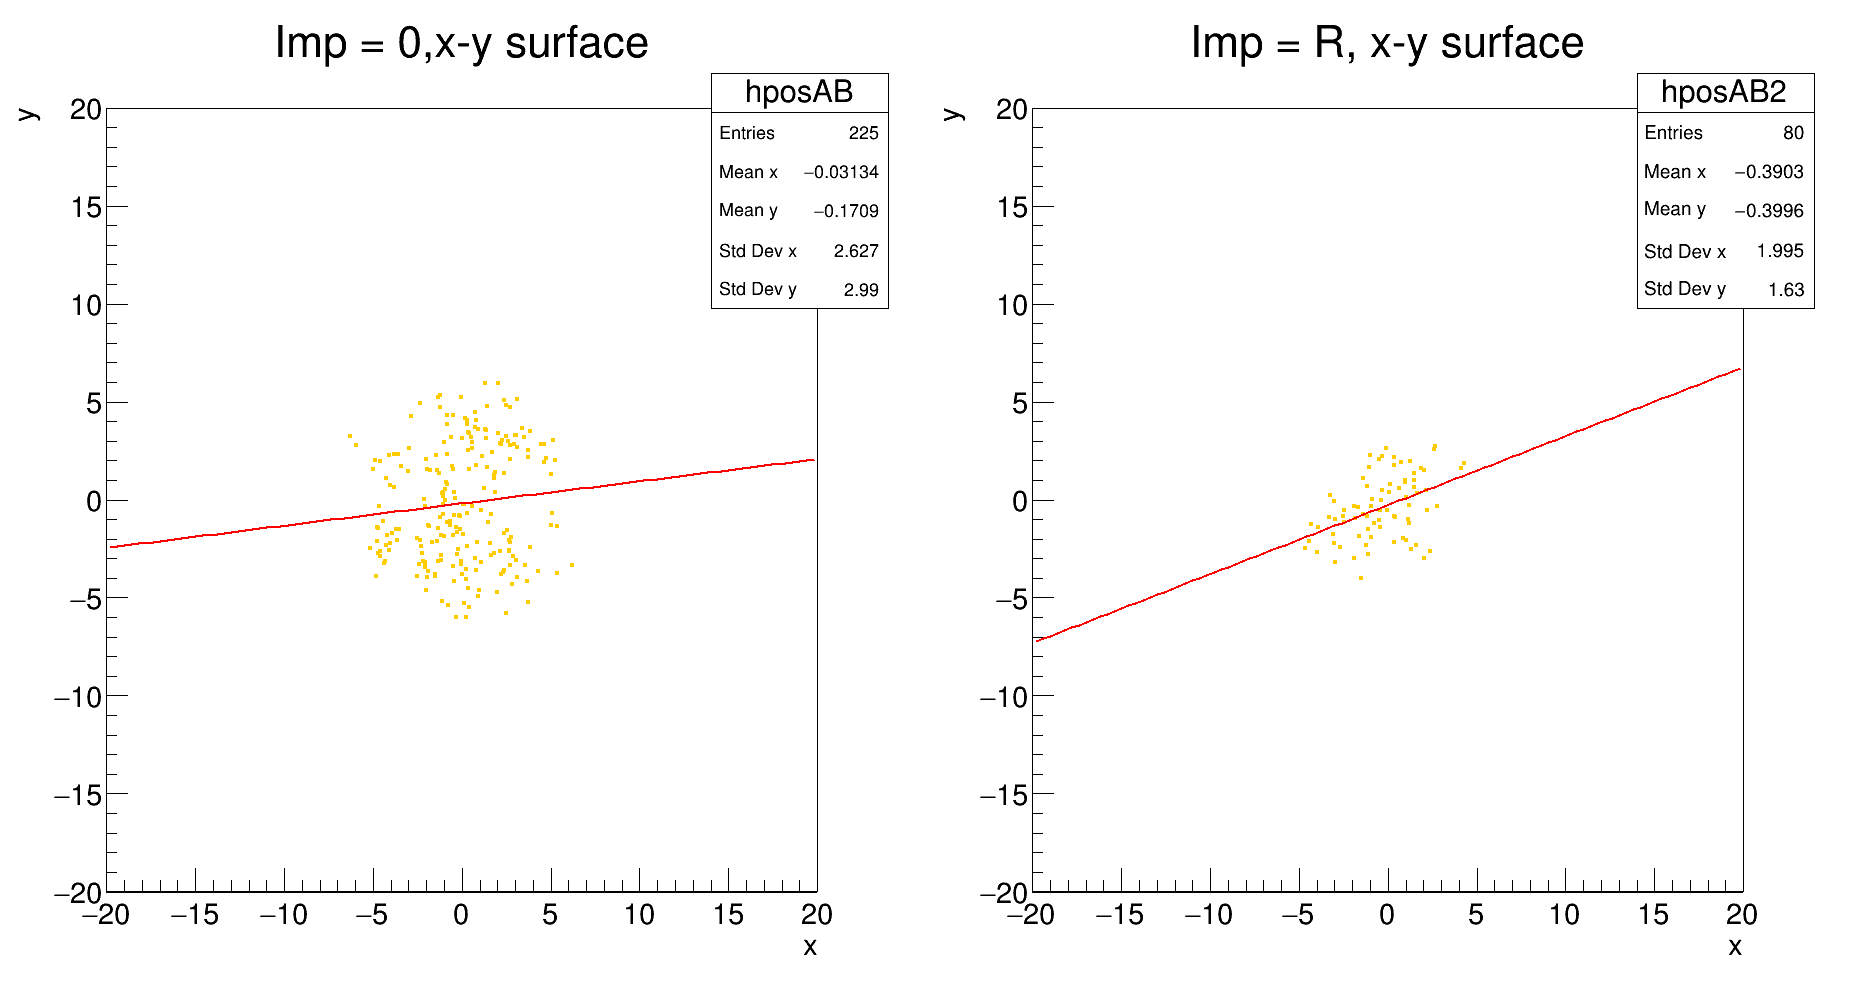 Imp = 0,x-y surface
hposAB
Entries 225
Mean x −0.03134
Mean y −0.1709
Std Dev x 2.627
Std Dev y 2.99
y
20
15
10
5
0
−5
−10
−15
−20
−20 −15 −10 −5 0 5 10 15 20
x
Imp = R, x-y surface
hposAB2
Entries 80
Mean x −0.3903
Mean y −0.3996
Std Dev x 1.995
Std Dev y 1.63
y
20
15
10
5
0
−5
−10
−15
−20
−20 −15 −10 −5 0 5 10 15 20
x